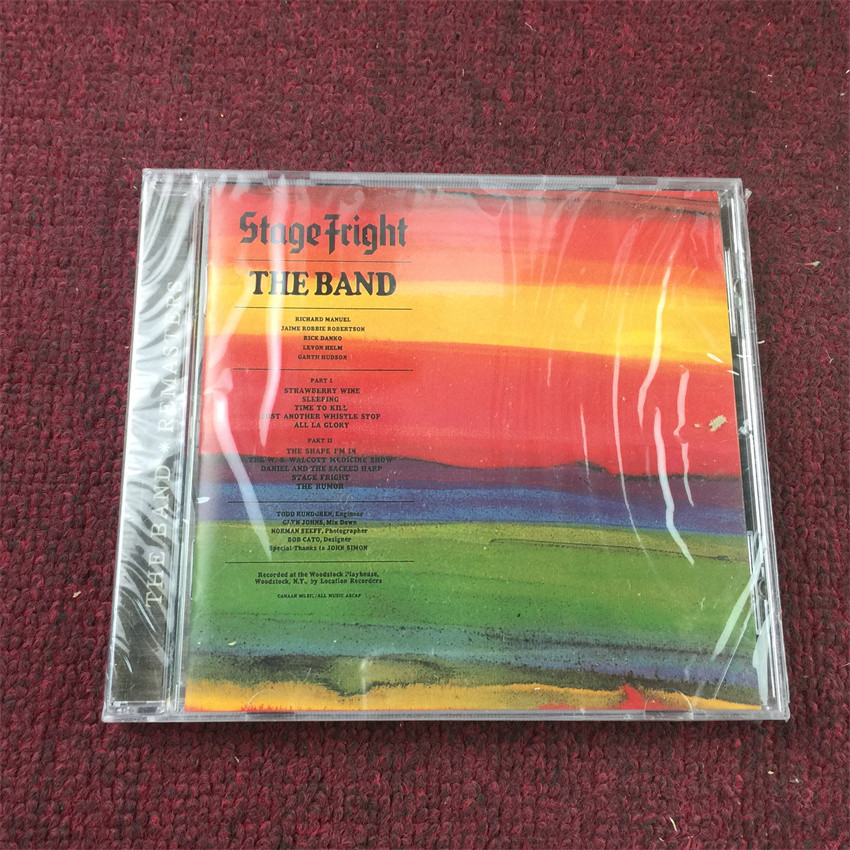 Stage Fright
THE BAND
RICHARD MANUEL
JAIME ROBBIE ROBERTSON
RICK DANKO
LEVON HELM
GARTH HUDSON
PART I
STRAWBERRY WINE
SLEEPING
TIME TO KILL
JUST ANOTHER WHISTLE STOP
ALL LA GLORY
PART II
THE SHAPE I'M IN
THE W. S. WALCOTT MEDICINE SHOW
DANIEL AND THE SACRED HARP
STAGE FRIGHT
THE RUMOR
TODD RUNDGREN, Engineer
GLYN JOHNS, Mix Down
NORMAN SEEFF, Photographer
BOB CATO, Designer
Special Thanks to JOHN SIMON
Recorded at the Woodstock Playhouse,
Woodstock, N.Y., by Location Recorders
CANAAN MUSIC/ALL MUSIC ASCAP
THE BAND REMASTERS